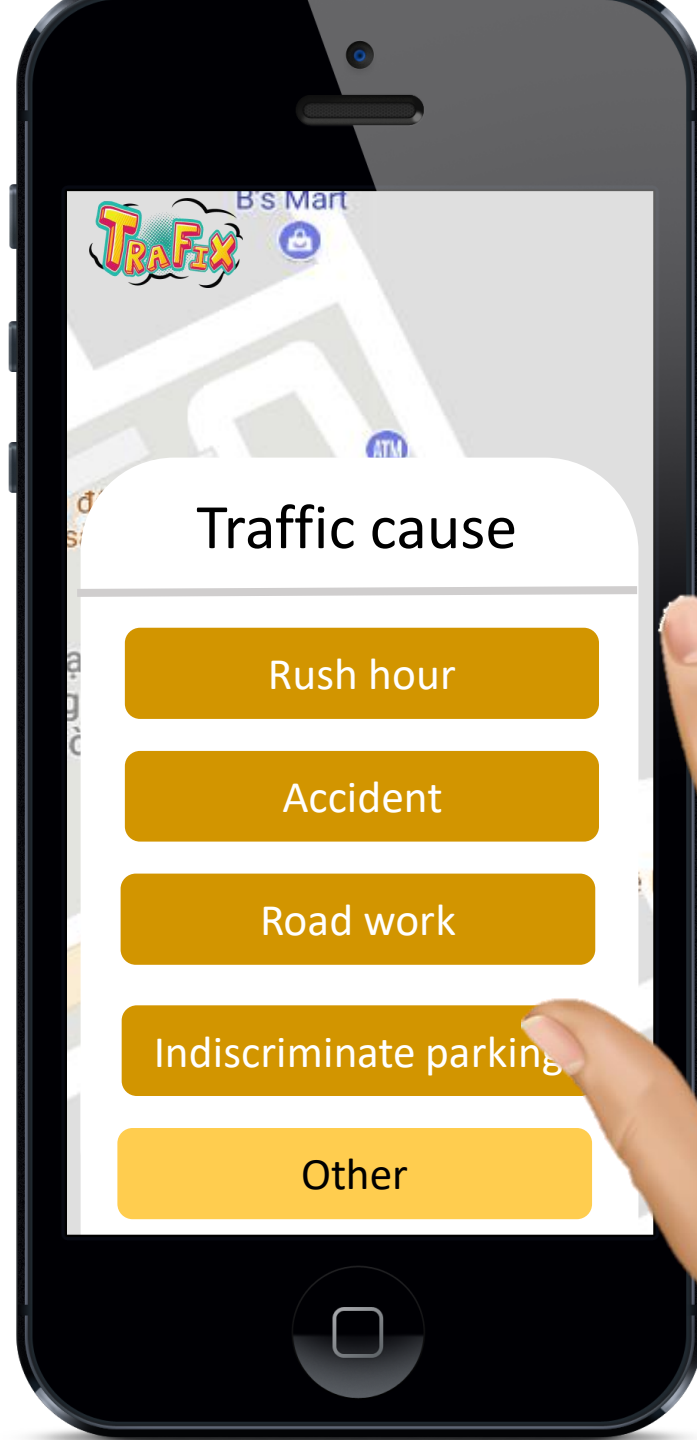 B's Mart
TRAFIX
ATM
Traffic cause
Rush hour
Accident
Road work
Indiscriminate parking
Other